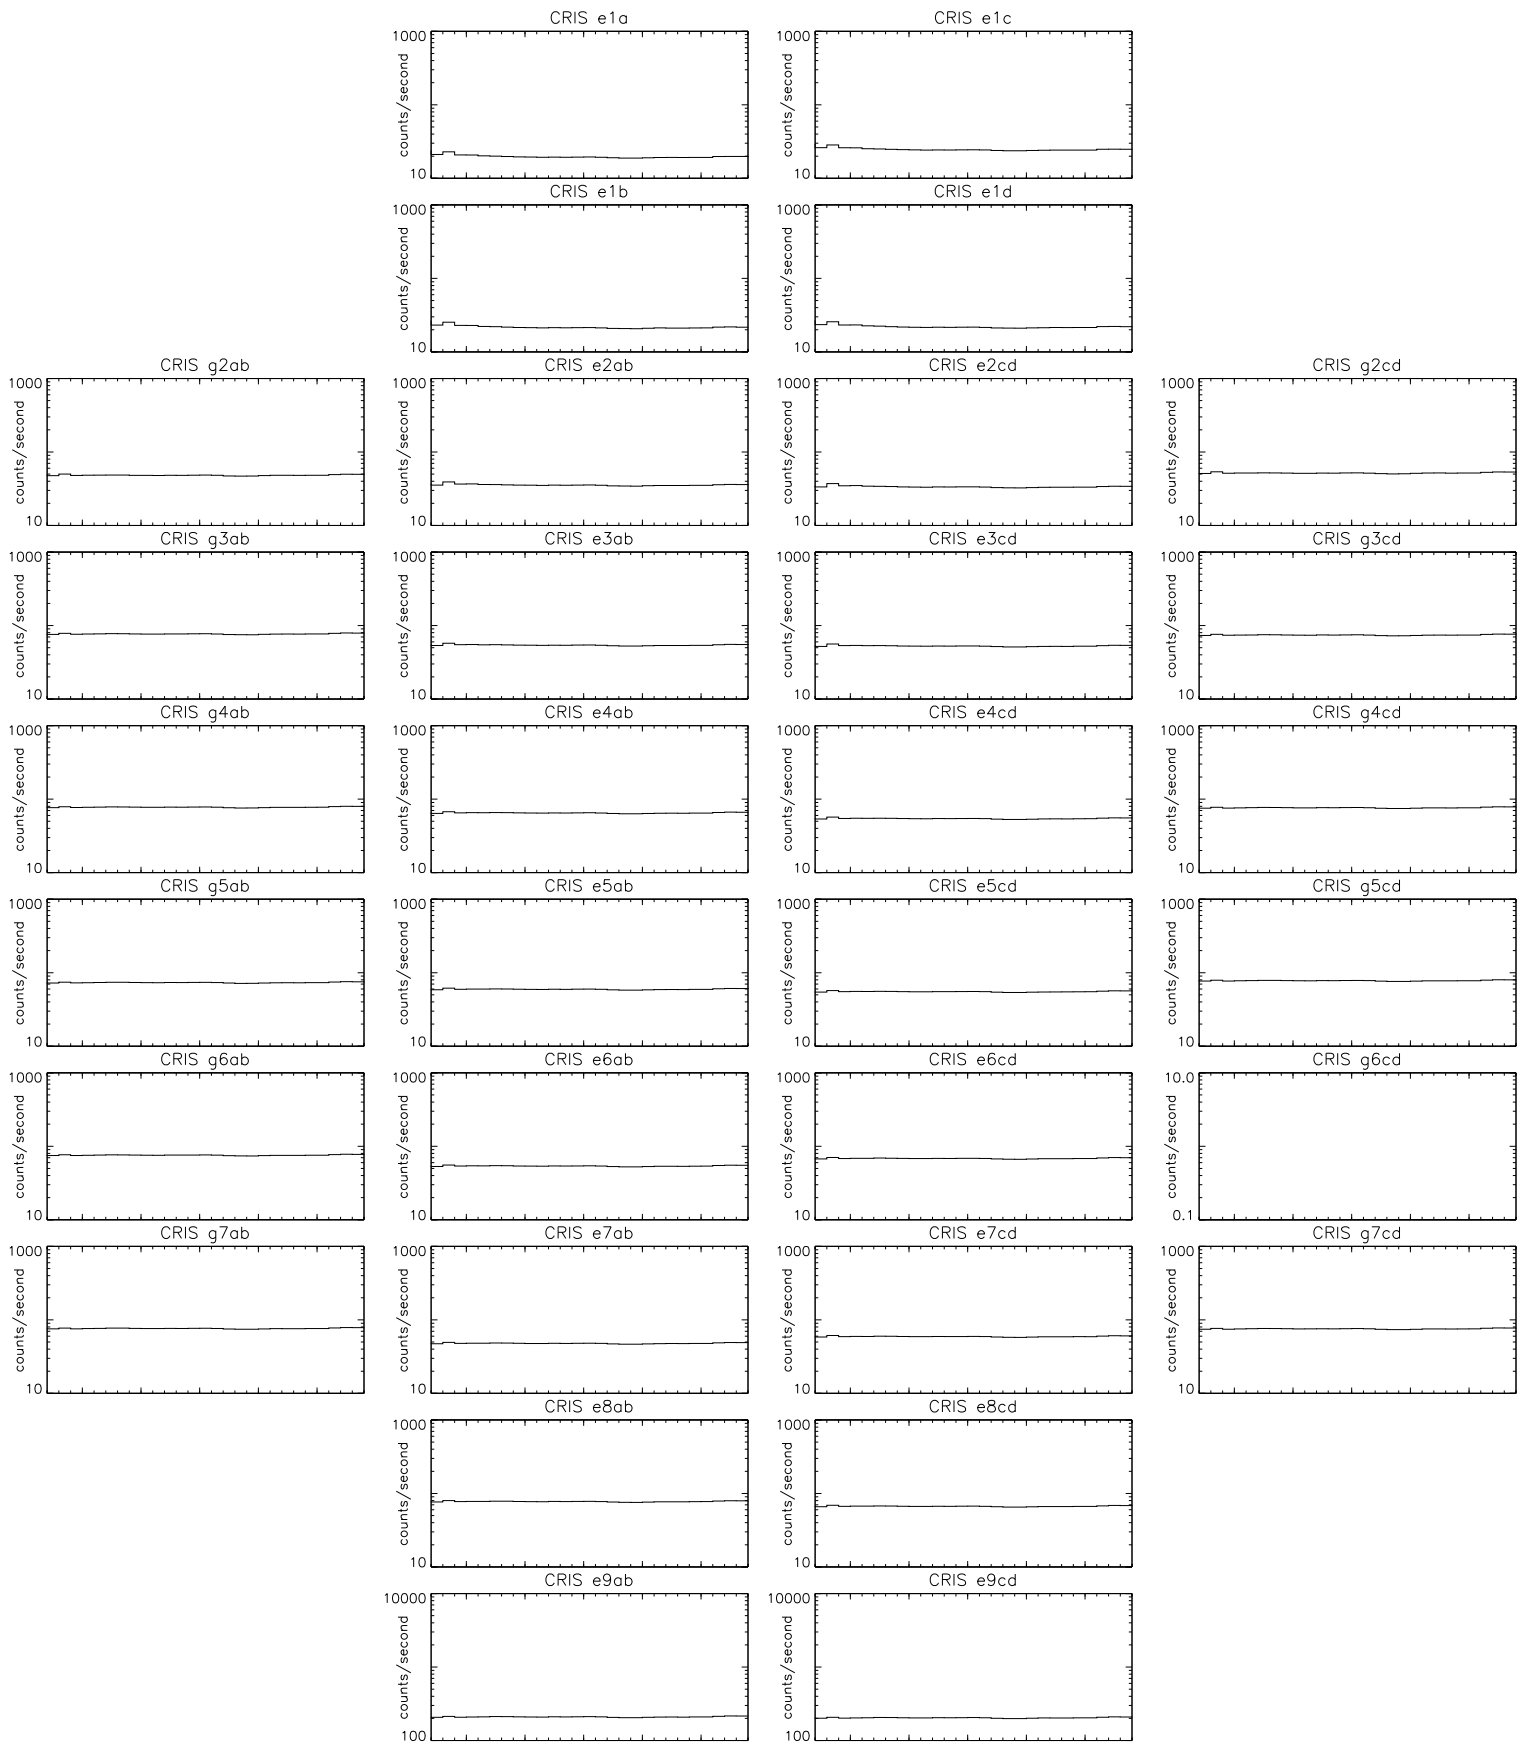 CRIS e1a
1000
counts/second
10
CRIS e1c
1000
counts/second
10
CRIS e1b
1000
counts/second
10
CRIS e1d
1000
counts/second
10
CRIS g2ab
1000
counts/second
10
CRIS e2ab
1000
counts/second
10
CRIS e2cd
1000
counts/second
10
CRIS g2cd
1000
counts/second
10
CRIS g3ab
1000
counts/second
10
CRIS e3ab
1000
counts/second
10
CRIS e3cd
1000
counts/second
10
CRIS g3cd
1000
counts/second
10
CRIS g4ab
1000
counts/second
10
CRIS e4ab
1000
counts/second
10
CRIS e4cd
1000
counts/second
10
CRIS g4cd
1000
counts/second
10
CRIS g5ab
1000
counts/second
10
CRIS e5ab
1000
counts/second
10
CRIS e5cd
1000
counts/second
10
CRIS g5cd
1000
counts/second
10
CRIS g6ab
1000
counts/second
10
CRIS e6ab
1000
counts/second
10
CRIS e6cd
1000
counts/second
10
CRIS g6cd
10.0
counts/second
0.1
CRIS g7ab
1000
counts/second
10
CRIS e7ab
1000
counts/second
10
CRIS e7cd
1000
counts/second
10
CRIS g7cd
1000
counts/second
10
CRIS e8ab
1000
counts/second
10
CRIS e8cd
1000
counts/second
10
CRIS e9ab
10000
counts/second
100
CRIS e9cd
10000
counts/second
100